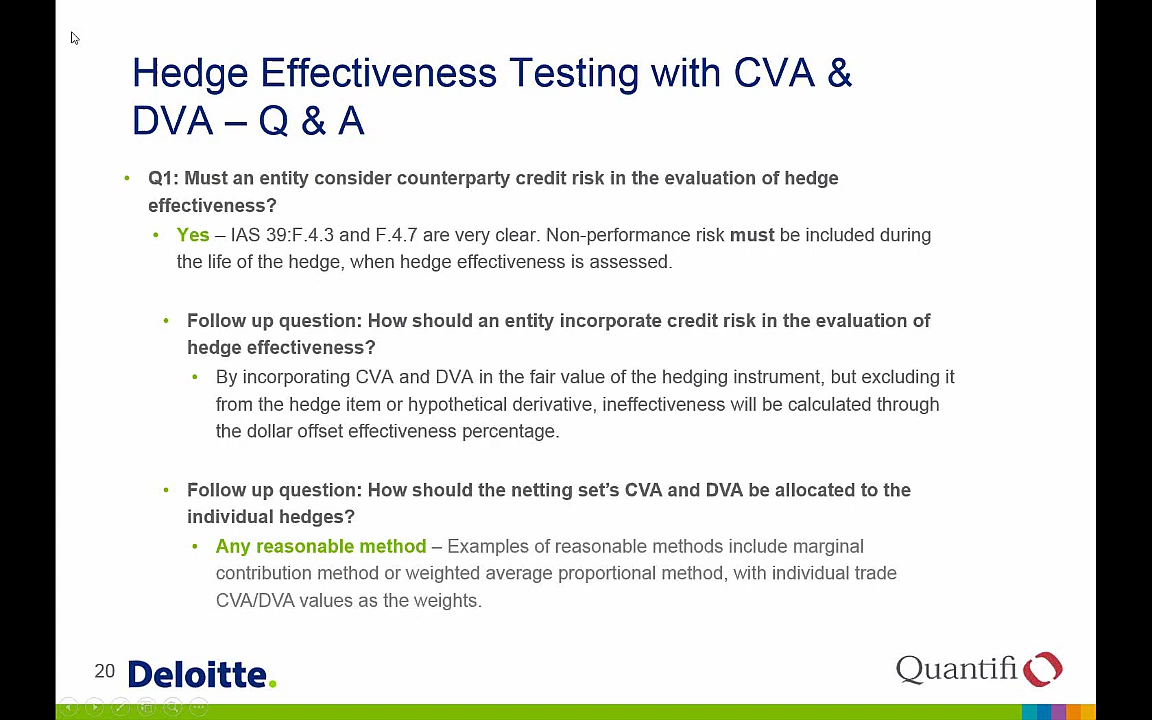 Hedge Effectiveness Testing with CVA &
DVA – Q & A
• Q1: Must an entity consider counterparty credit risk in the evaluation of hedge
effectiveness?
• Yes – IAS 39:F.4.3 and F.4.7 are very clear. Non-performance risk must be included during
the life of the hedge, when hedge effectiveness is assessed.
• Follow up question: How should an entity incorporate credit risk in the evaluation of
hedge effectiveness?
• By incorporating CVA and DVA in the fair value of the hedging instrument, but excluding it
from the hedge item or hypothetical derivative, ineffectiveness will be calculated through
the dollar offset effectiveness percentage.
• Follow up question: How should the netting set's CVA and DVA be allocated to the
individual hedges?
• Any reasonable method – Examples of reasonable methods include marginal
contribution method or weighted average proportional method, with individual trade
CVA/DVA values as the weights.
20 Deloitte.
Quantifi